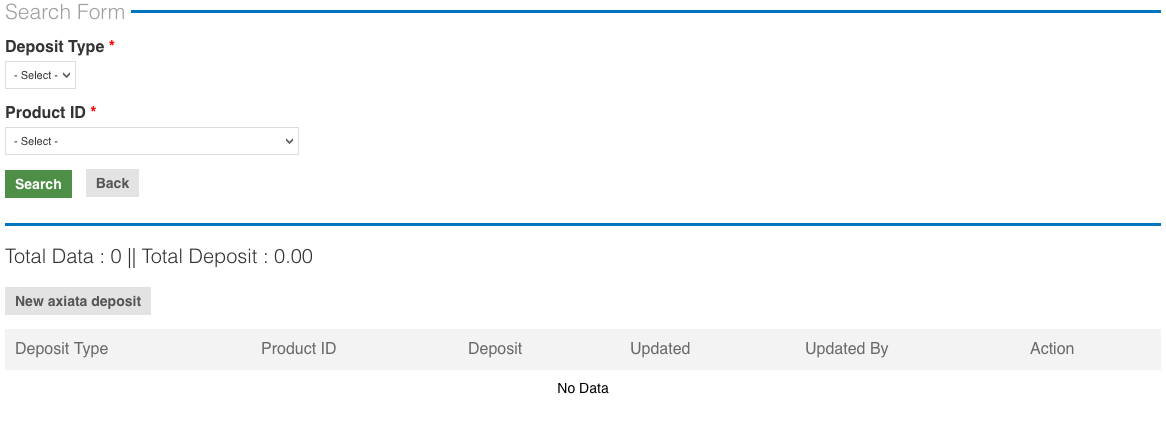 Search Form
Deposit Type *
- Select -
Product ID *
- Select -
Search Back
Total Data : 0 || Total Deposit : 0.00
New axiata deposit
Deposit Type Product ID Deposit Updated Updated By Action
No Data